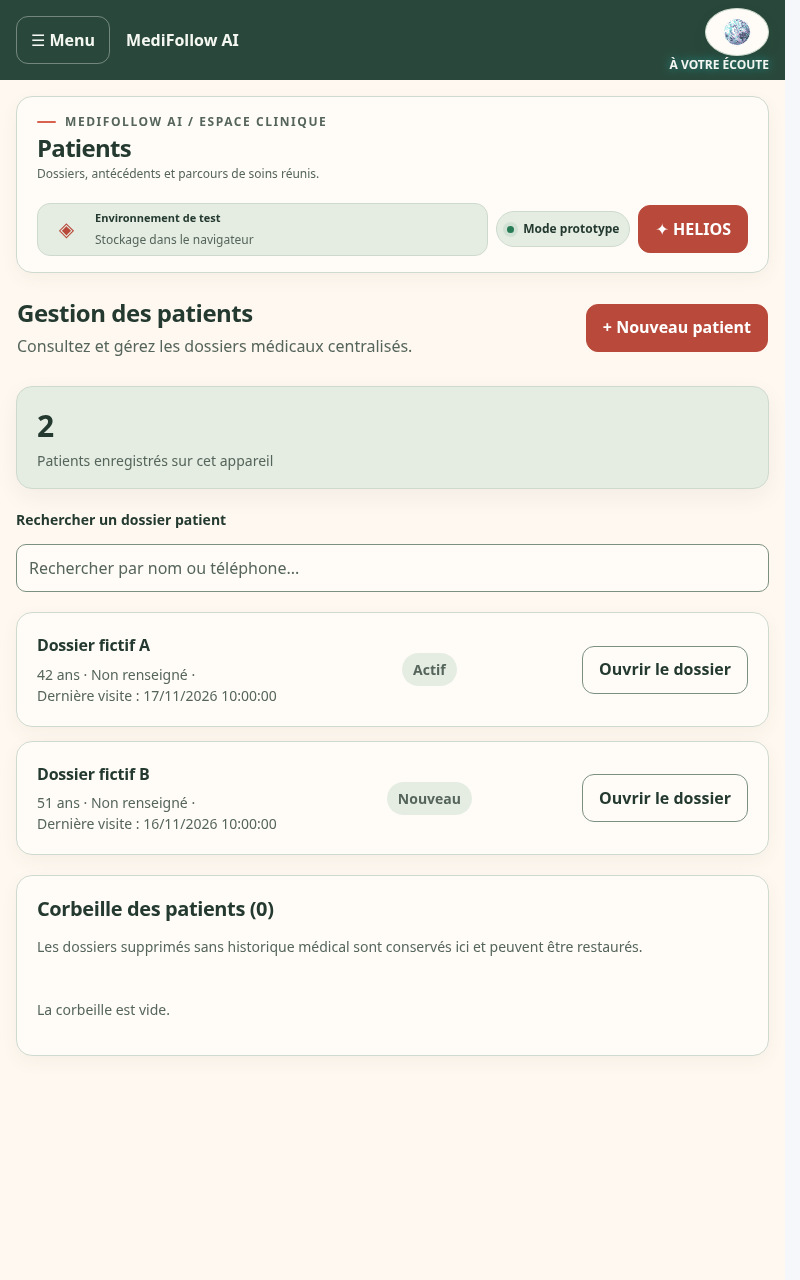 ☰ Menu
MediFollow AI
À VOTRE ÉCOUTE
MEDIFOLLOW AI / ESPACE CLINIQUE
Patients
Dossiers, antécédents et parcours de soins réunis.
Environnement de test
Stockage dans le navigateur
Mode prototype
✦ HELIOS
Gestion des patients
Consultez et gérez les dossiers médicaux centralisés.
+ Nouveau patient
2
Patients enregistrés sur cet appareil
Rechercher un dossier patient
Rechercher par nom ou téléphone...
Dossier fictif A
42 ans · Non renseigné ·
Dernière visite : 17/11/2026 10:00:00
Actif
Ouvrir le dossier
Dossier fictif B
51 ans · Non renseigné ·
Dernière visite : 16/11/2026 10:00:00
Nouveau
Ouvrir le dossier
Corbeille des patients (0)
Les dossiers supprimés sans historique médical sont conservés ici et peuvent être restaurés.
La corbeille est vide.